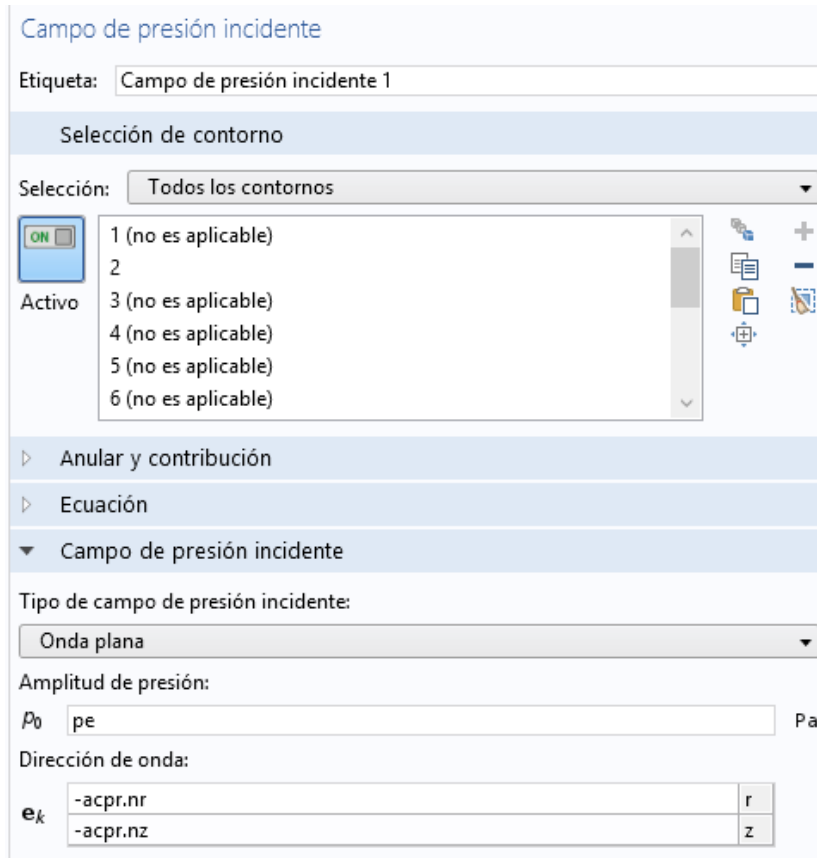 Campo de presión incidente
Etiqueta: Campo de presión incidente 1
Selección de contorno
Selección: Todos los contornos
ON
Activo
1 (no es aplicable)
2
3 (no es aplicable)
4 (no es aplicable)
5 (no es aplicable)
6 (no es aplicable)
Anular y contribución
Ecuación
Campo de presión incidente
Tipo de campo de presión incidente:
Onda plana
Amplitud de presión:
p0 pe Pa
Dirección de onda:
ek
-acpr.nr r
-acpr.nz z